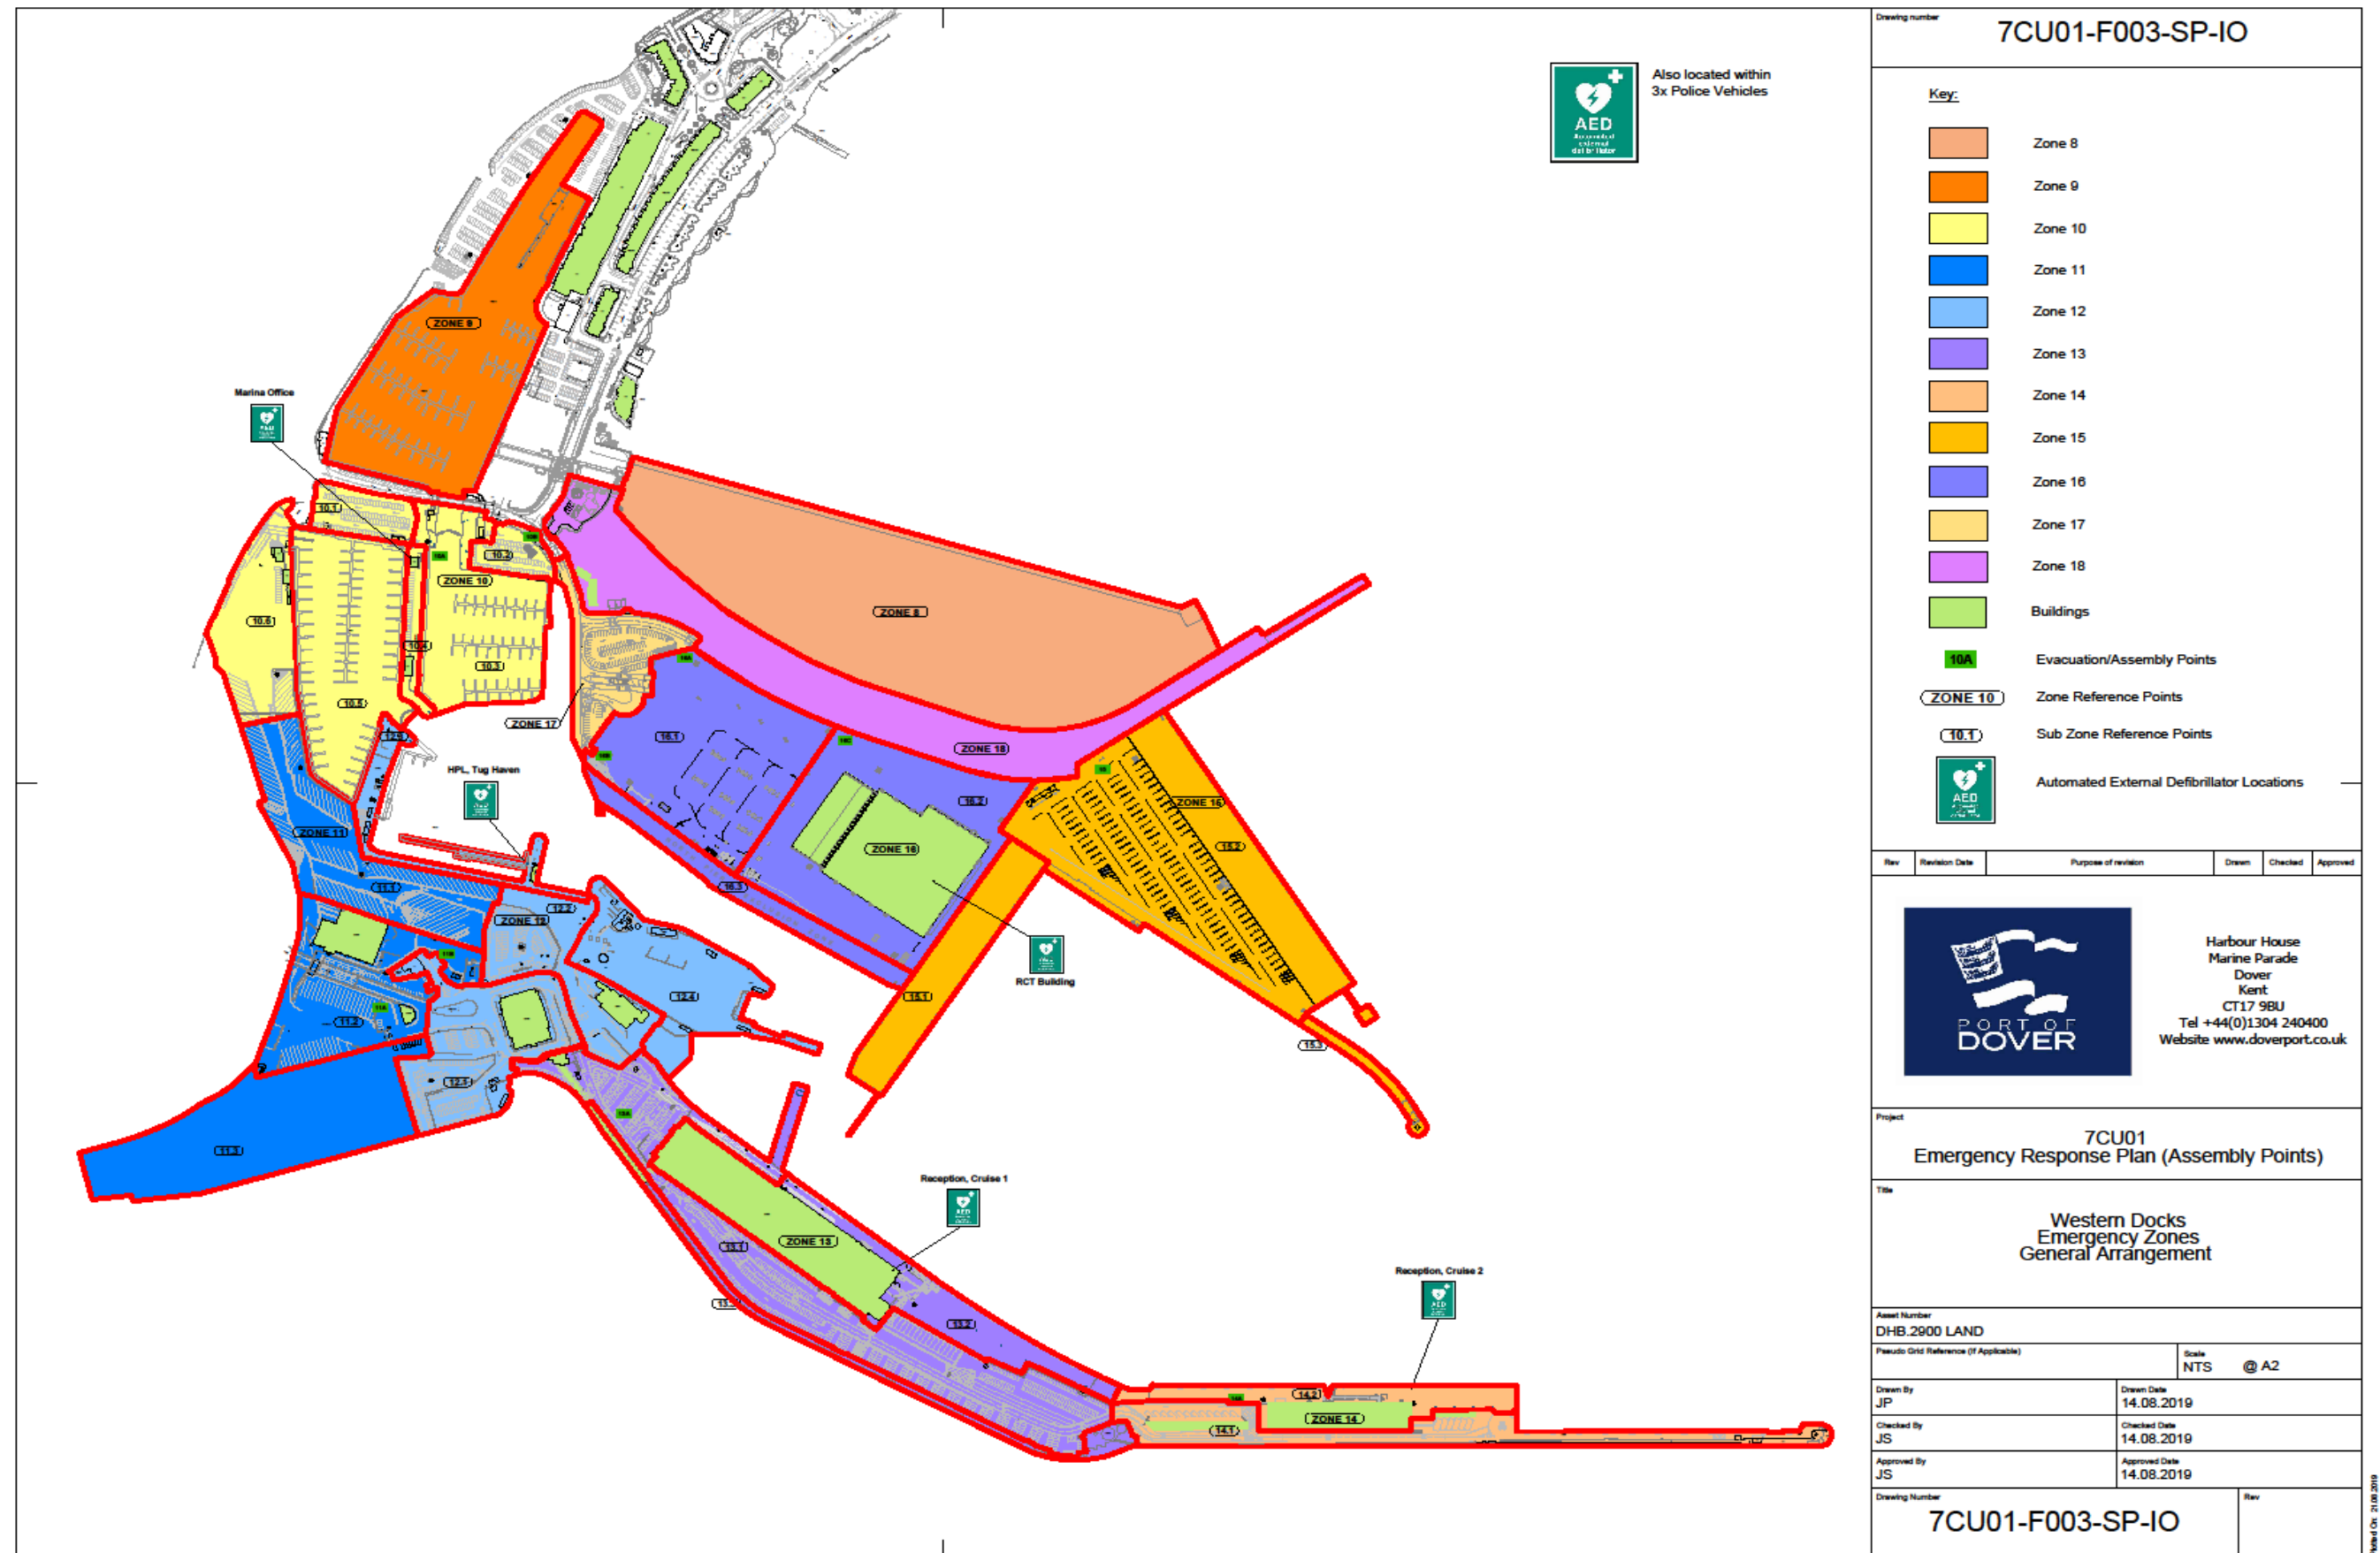 Drawing number
7CU01-F003-SP-IO
Also located within
3x Police Vehicles
AED
Key:
Zone 8
Zone 9
Zone 10
Zone 11
Zone 12
Zone 13
Zone 14
Zone 15
Zone 16
Zone 17
Zone 18
Buildings
10A
Evacuation/Assembly Points
ZONE 10
Zone Reference Points
10.1
Sub Zone Reference Points
AED
Automated External Defibrillator Locations
Rev
Revision Date
Purpose of revision
Drawn
Checked
Approved
PORT OF
DOVER
Harbour House
Marine Parade
Dover
Kent
CT17 9BU
Tel +44(0)1304 240400
Website www.doverport.co.uk
Project
7CU01
Emergency Response Plan (Assembly Points)
Title
Western Docks
Emergency Zones
General Arrangement
Asset Number
DHB.2900 LAND
Pseudo Grid Reference (If Applicable)
Scale
NTS @ A2
Drawn By
JP
Drawn Date
14.08.2019
Checked By
JS
Checked Date
14.08.2019
Approved By
JS
Approved Date
14.08.2019
Drawing Number
7CU01-F003-SP-IO
Rev
ZONE 9
Marina Office
10.1
10.2
ZONE 10
ZONE 8
10.6
10.4
10.3
10.5
ZONE 17
16.1
ZONE 18
HPL, Tug Haven
16.2
ZONE 15
ZONE 11
15.2
ZONE 16
11.1
16.3
12.2
ZONE 12
RCT Building
12.4
15.1
11.2
15.3
12.1
11.3
Reception, Cruise 1
AED
13.1
ZONE 13
Reception, Cruise 2
AED
13.2
14.2
ZONE 14
14.1